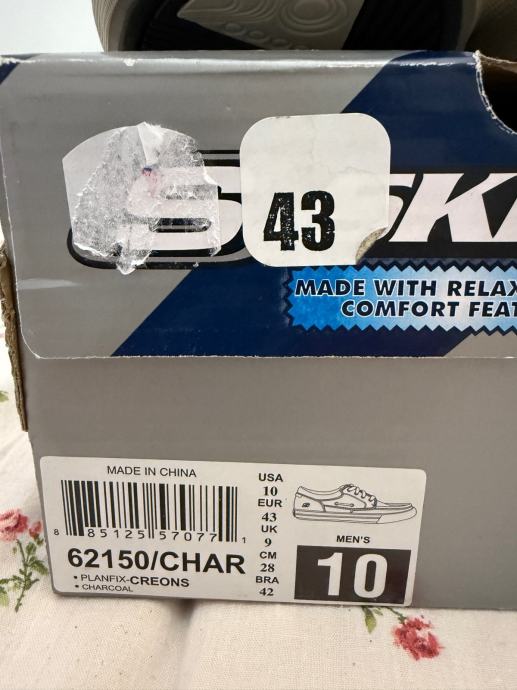 43
SK
MADE WITH RELAX
COMFORT FEAT
MADE IN CHINA
8 85125 57077 1
62150/CHAR
• PLANFIX-CREONS
• CHARCOAL
USA
10
EUR
43
UK
9
CM
28
BRA
42
MEN'S
10